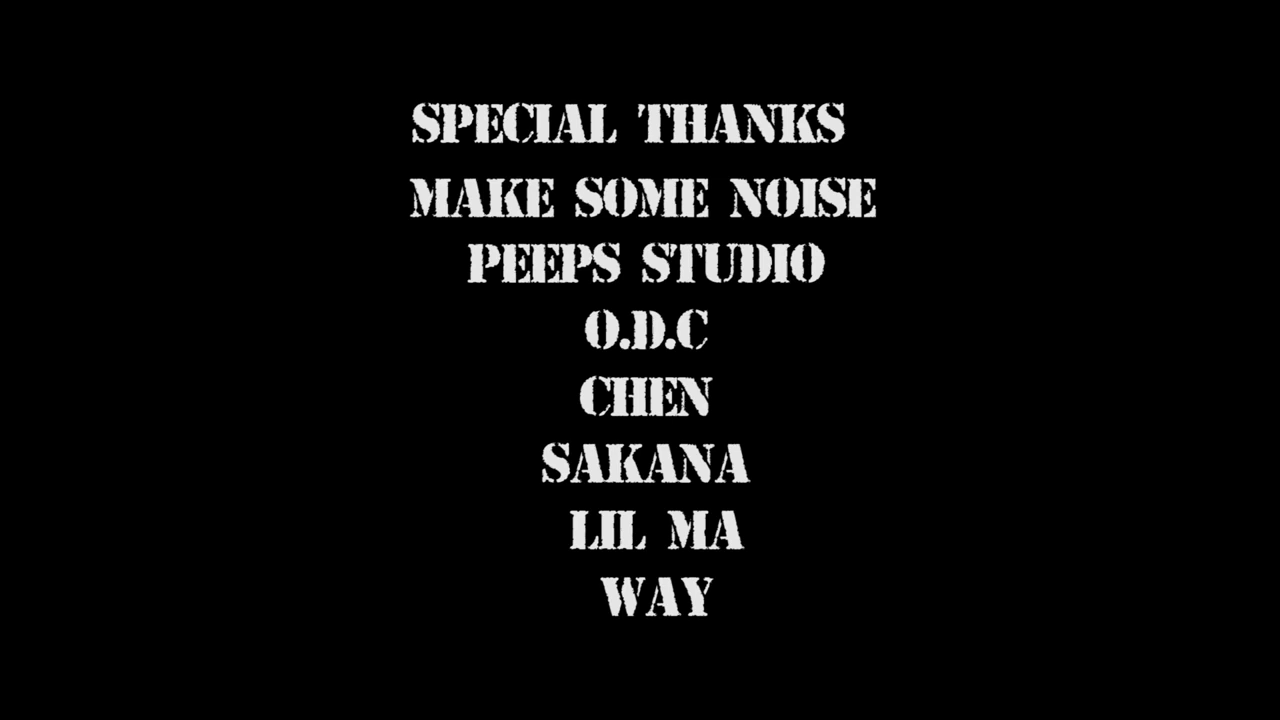 SPECIAL THANKS
MAKE SOME NOISE
PEEPS STUDIO
O.D.C
CHEN
SAKANA
LIL MA
WAY